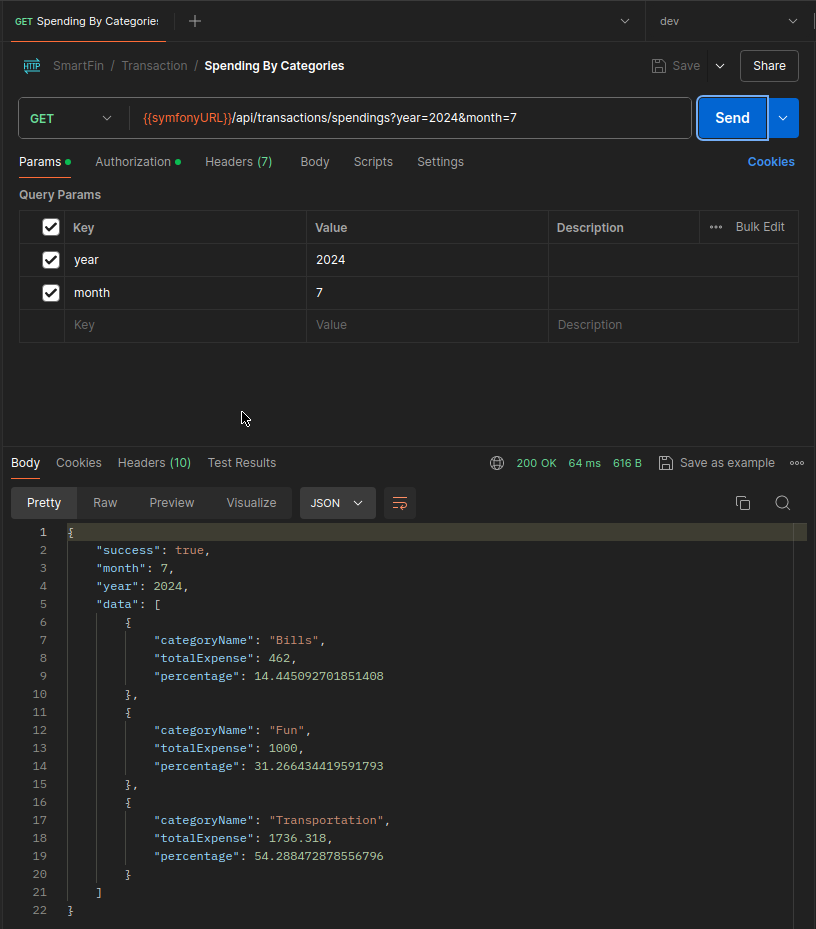 GET Spending By Categories
dev
HTTP SmartFin / Transaction / Spending By Categories Save Share
GET {{symfonyURL}}/api/transactions/spendings?year=2024&month=7 Send
Params Authorization Headers (7) Body Scripts Settings Cookies
Query Params
Key Value Description ••• Bulk Edit
year 2024
month 7
Key Value Description
Body Cookies Headers (10) Test Results 200 OK 64 ms 616 B Save as example
Pretty Raw Preview Visualize JSON
1 {
2 "success": true,
3 "month": 7,
4 "year": 2024,
5 "data": [
6 {
7 "categoryName": "Bills",
8 "totalExpense": 462,
9 "percentage": 14.445092701851408
10 },
11 {
12 "categoryName": "Fun",
13 "totalExpense": 1000,
14 "percentage": 31.266434419591793
15 },
16 {
17 "categoryName": "Transportation",
18 "totalExpense": 1736.318,
19 "percentage": 54.288472878556796
20 }
21 ]
22 }